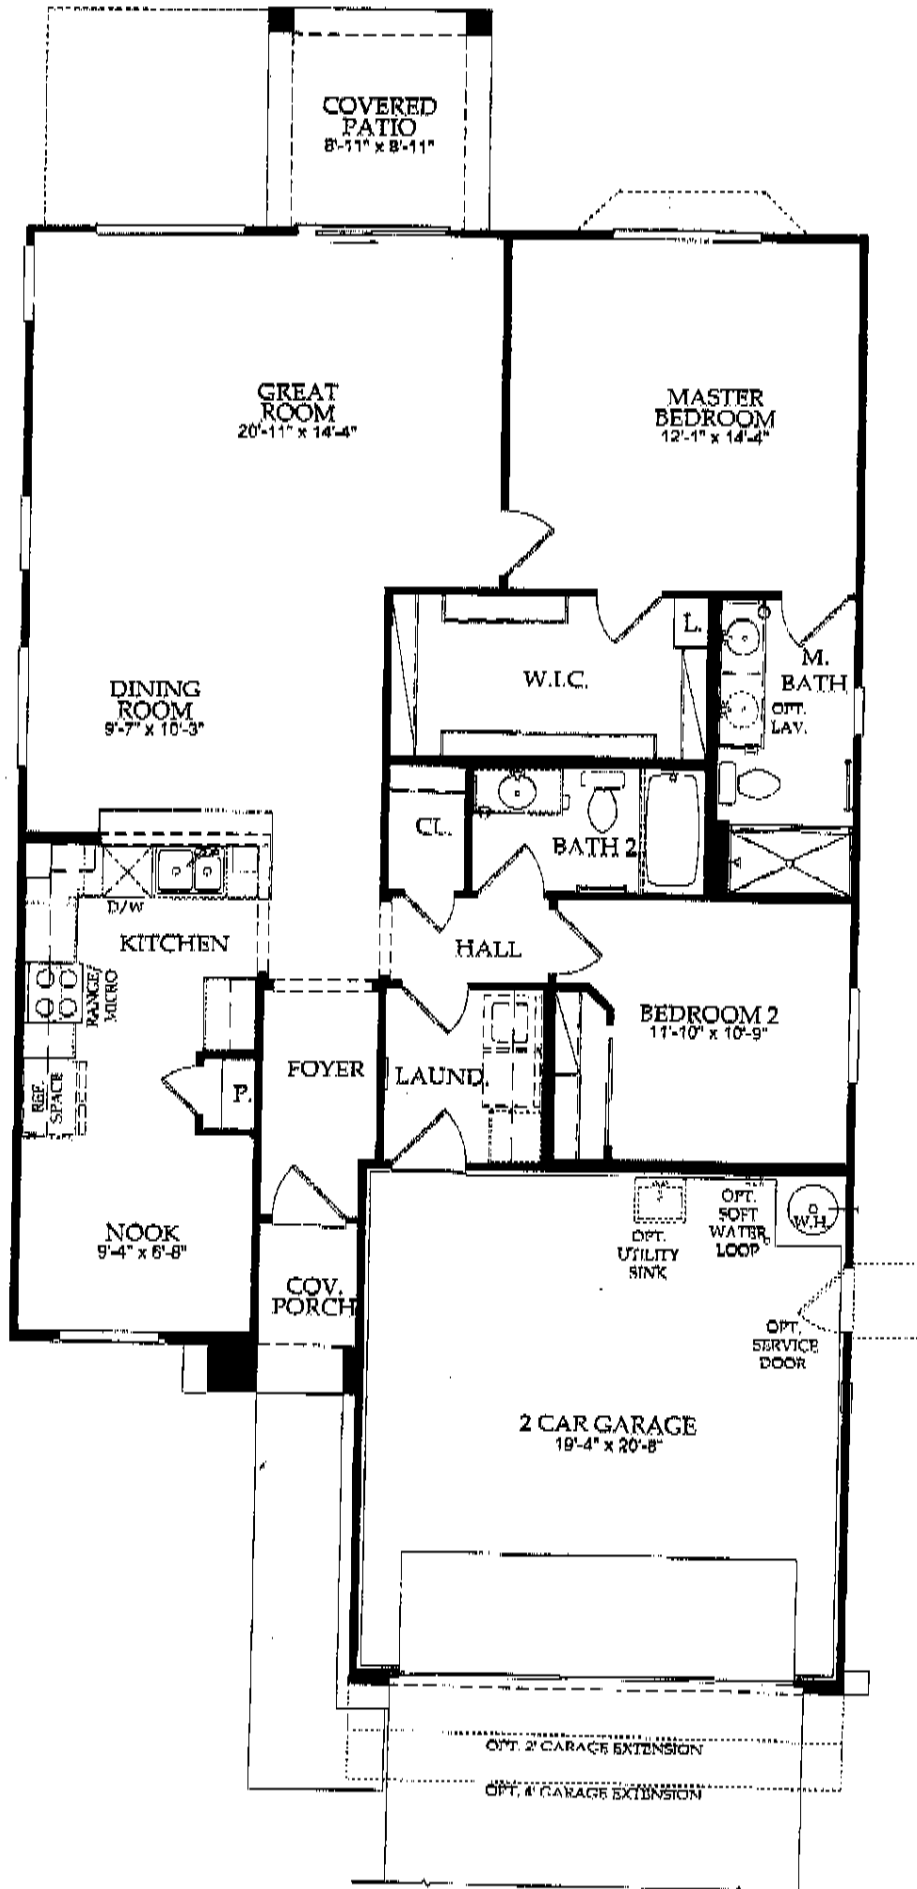 COVERED
PATIO
8'-11" x 8'-11"
GREAT
ROOM
20'-11" x 14'-4"
MASTER
BEDROOM
12'-1" x 14'-4"
L.
W.I.C.
M.
BATH
OPT.
LAV.
DINING
ROOM
9'-7" x 10'-3"
CL.
BATH 2
D/W
KITCHEN
HALL
RANGE/
MICRO
BEDROOM 2
11'-10" x 10'-9"
FOYER
LAUND.
REF.
SPACE
P.
NOOK
9'-4" x 6'-8"
COV.
PORCH
OPT.
UTILITY
SINK
OPT.
SOFT
WATER
LOOP
W.H.
OPT.
SERVICE
DOOR
2 CAR GARAGE
19'-4" x 20'-8"
OPT. 2' GARAGE EXTENSION
OPT. 4' GARAGE EXTENSION